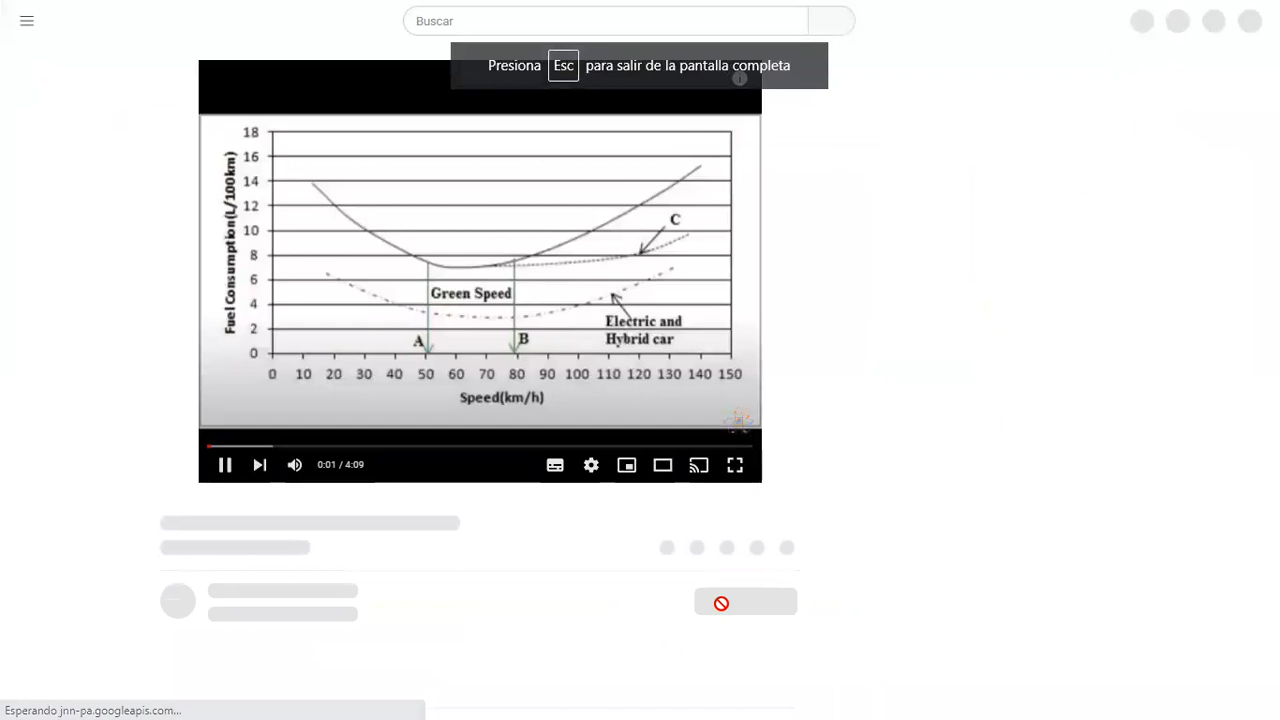 Buscar
Presiona Esc para salir de la pantalla completa
18
16
14
12
10
8
6
4
2
0
Fuel Consumption(L/100km)
C
Green Speed
Electric and
Hybrid car
A
B
0 10 20 30 40 50 60 70 80 90 100 110 120 130 140 150
Speed(km/h)
0:01 / 4:09
Esperando jnn-pa.googleapis.com...